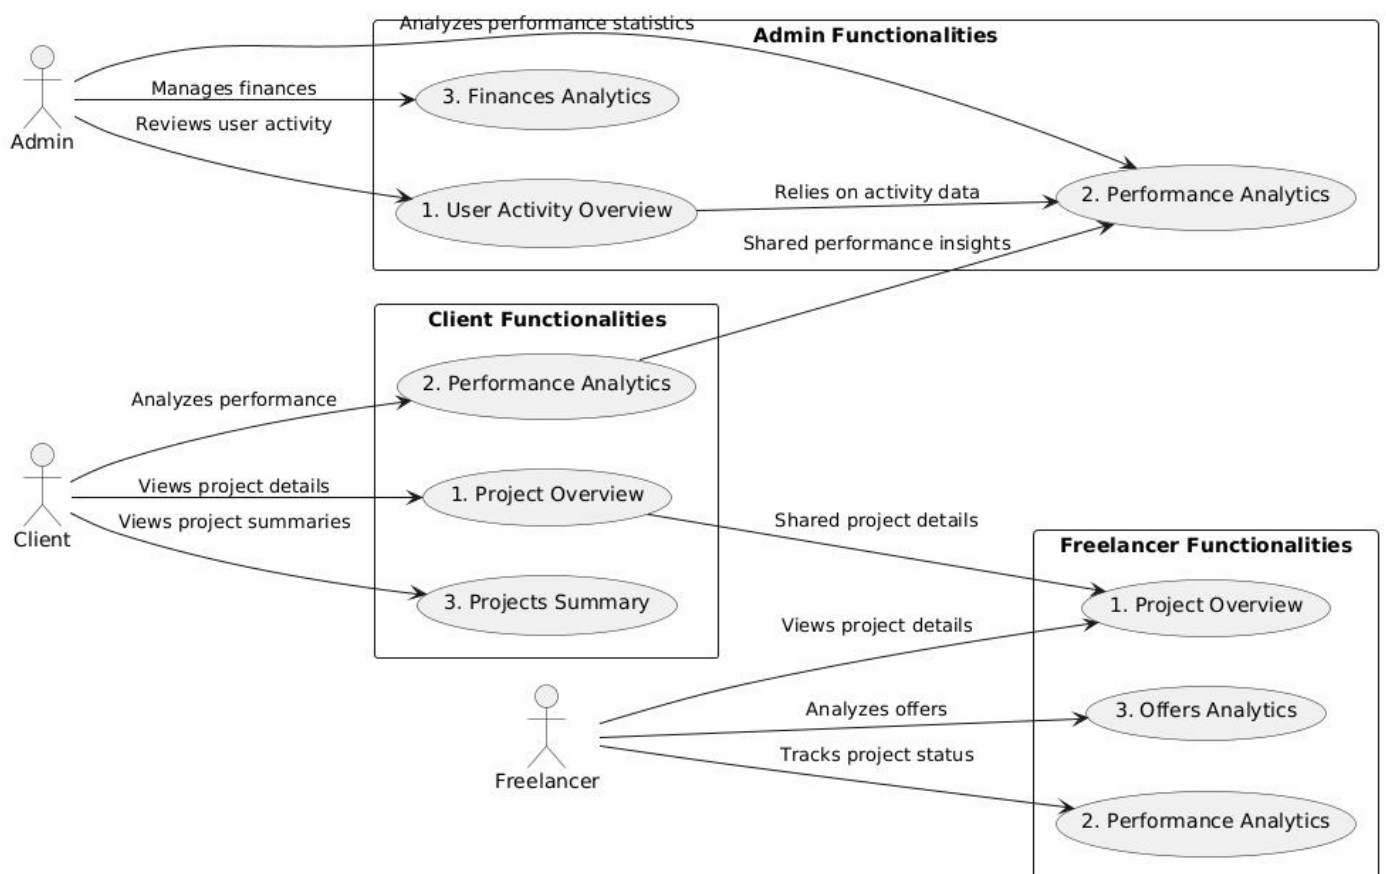 Analyzes performance statistics
Admin Functionalities
Manages finances
3. Finances Analytics
Reviews user activity
Admin
1. User Activity Overview
Relies on activity data
2. Performance Analytics
Shared performance insights
Client Functionalities
2. Performance Analytics
Analyzes performance
Views project details
1. Project Overview
Views project summaries
Client
3. Projects Summary
Shared project details
Freelancer Functionalities
1. Project Overview
Views project details
Analyzes offers
3. Offers Analytics
Tracks project status
Freelancer
2. Performance Analytics